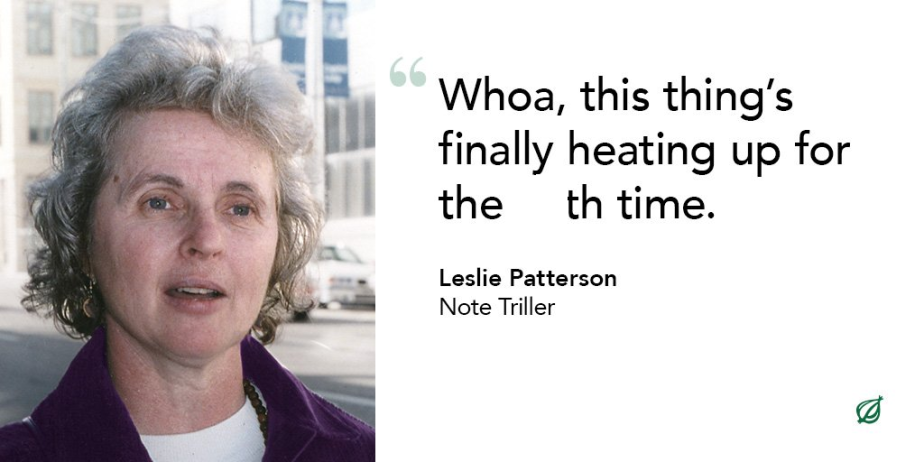 “
Whoa, this thing’s
finally heating up for
the th time.
Leslie Patterson
Note Triller